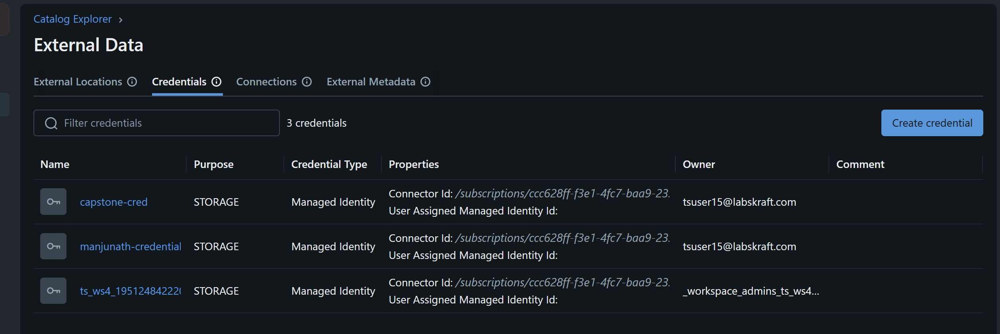 Catalog Explorer
External Data
External Locations Credentials Connections External Metadata
Filter credentials 3 credentials Create credential
Name Purpose Credential Type Properties Owner Comment
capstone-cred STORAGE Managed Identity Connector Id: /subscriptions/ccc628ff-f3e1-4fc7-baa9-23 tsuser15@labskraft.com
User Assigned Managed Identity Id:
manjunath-credential STORAGE Managed Identity Connector Id: /subscriptions/ccc628ff-f3e1-4fc7-baa9-23 tsuser15@labskraft.com
User Assigned Managed Identity Id:
ts_ws4_195124842220 STORAGE Managed Identity Connector Id: /subscriptions/ccc628ff-f3e1-4fc7-baa9-23 _workspace_admins_ts_ws4...
User Assigned Managed Identity Id: